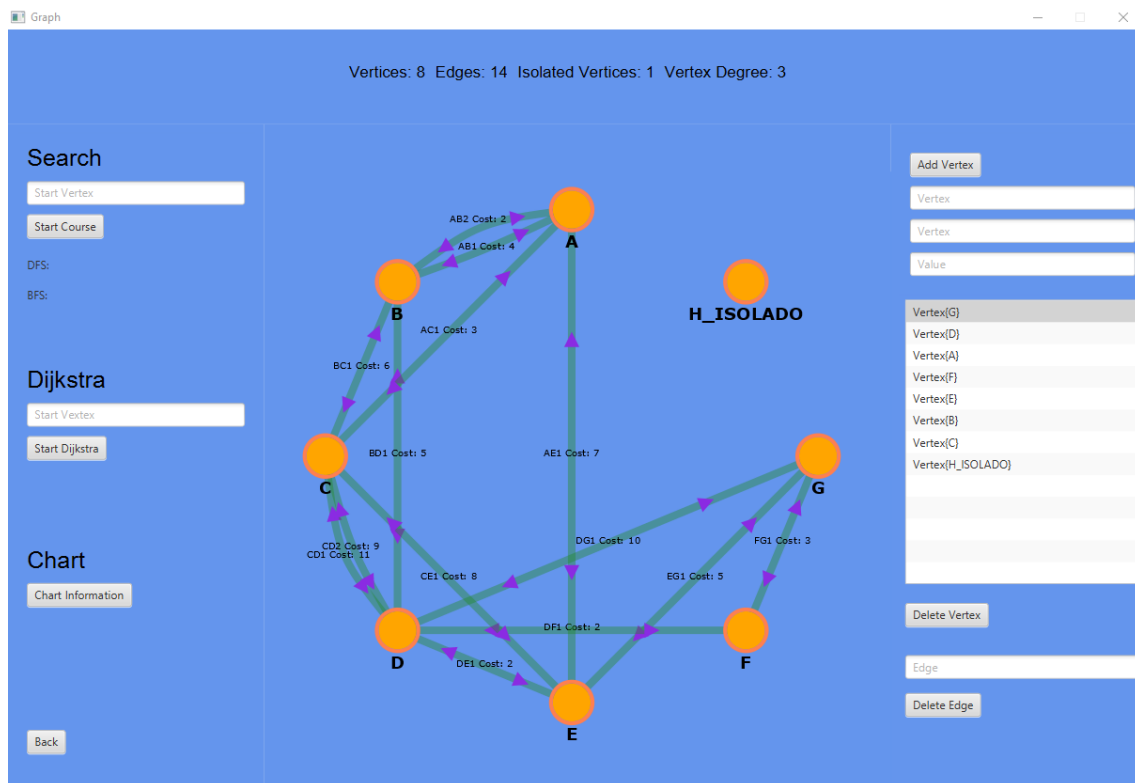 Graph
Vertices: 8 Edges: 14 Isolated Vertices: 1 Vertex Degree: 3
Search
Start Vertex
Start Course
DFS:
BFS:
Dijkstra
Start Vextex
Start Dijkstra
Chart
Chart Information
Back
AB2 Cost: 2
A
AB1 Cost: 4
B
H_ISOLADO
AC1 Cost: 3
BC1 Cost: 6
BD1 Cost: 5
AE1 Cost: 7
C
G
DG1 Cost: 10
FG1 Cost: 3
CD2 Cost: 9
CD1 Cost: 11
CE1 Cost: 8
EG1 Cost: 5
DF1 Cost: 2
D
DE1 Cost: 2
F
E
Add Vertex
Vertex
Vertex
Value
Vertex{G}
Vertex{D}
Vertex{A}
Vertex{F}
Vertex{E}
Vertex{B}
Vertex{C}
Vertex{H_ISOLADO}
Delete Vertex
Edge
Delete Edge